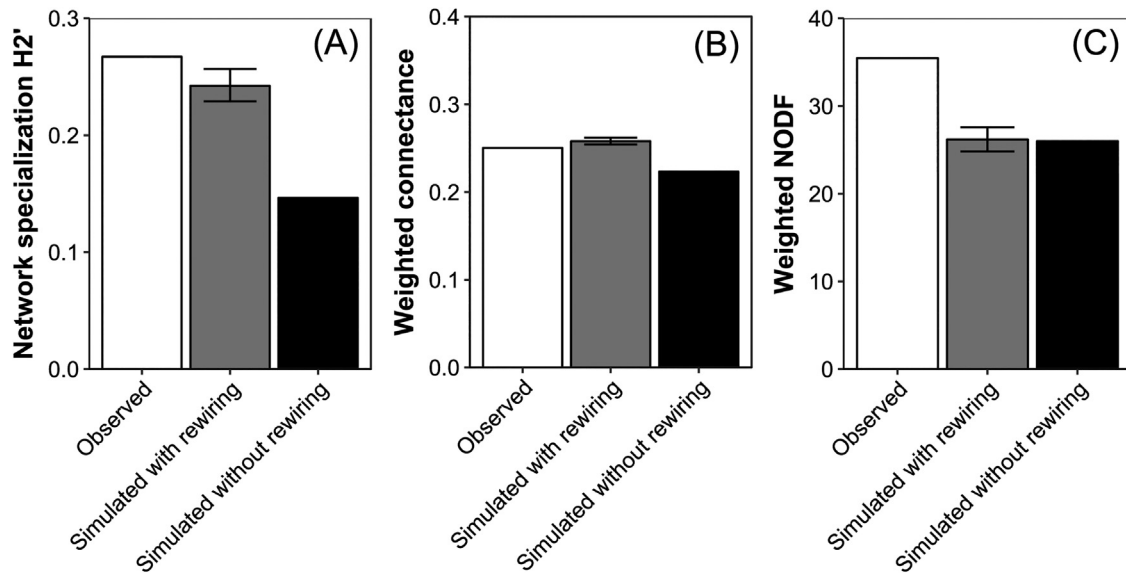 (A)
Network specialization H2'
0.3
0.2
0.1
0.0
Observed
Simulated with rewiring
Simulated without rewiring
(B)
Weighted connectance
0.4
0.3
0.2
0.1
0.0
Observed
Simulated with rewiring
Simulated without rewiring
(C)
Weighted NODF
40
30
20
10
0
Observed
Simulated with rewiring
Simulated without rewiring